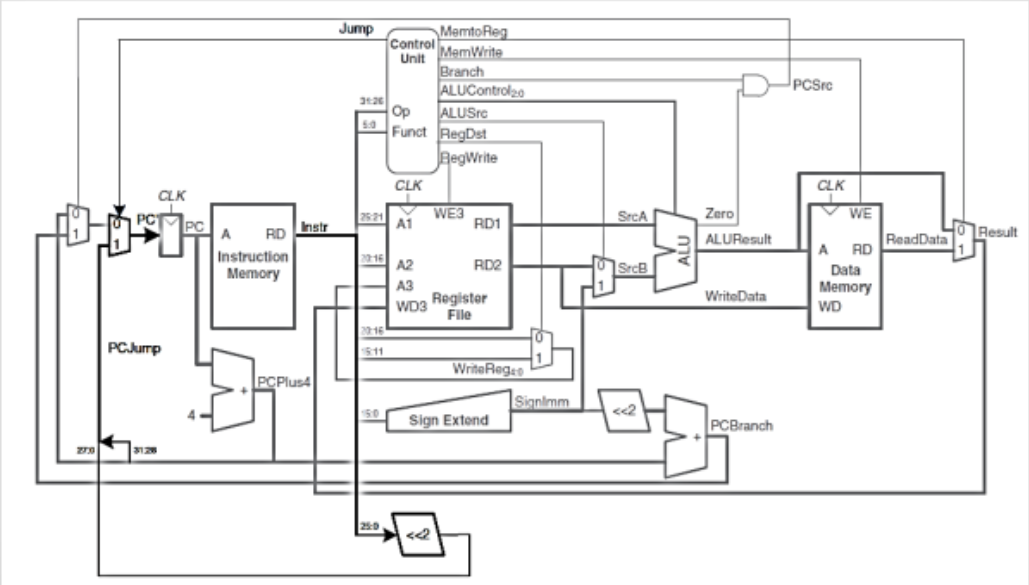 Jump
Control
Unit
MemtoReg
MemWrite
Branch
ALUControl2:0
PCSrc
31:26
Op
ALUSrc
5:0
Funct
RegDst
RegWrite
CLK
CLK
CLK
0
1
0
1
PC'
PC
A
RD
Instruction
Memory
Instr
25:21
A1
WE3
RD1
20:16
A2
RD2
A3
WD3
Register
File
SrcA
0
1
SrcB
ALU
Zero
ALUResult
WriteData
A
RD
Data
Memory
WD
WE
ReadData
0
1
Result
20:16
15:11
0
1
WriteReg4:0
PCJump
PCPlus4
+
4
15:0
Sign Extend
SignImm
<<2
+
PCBranch
27:0
31:28
25:0
<<2